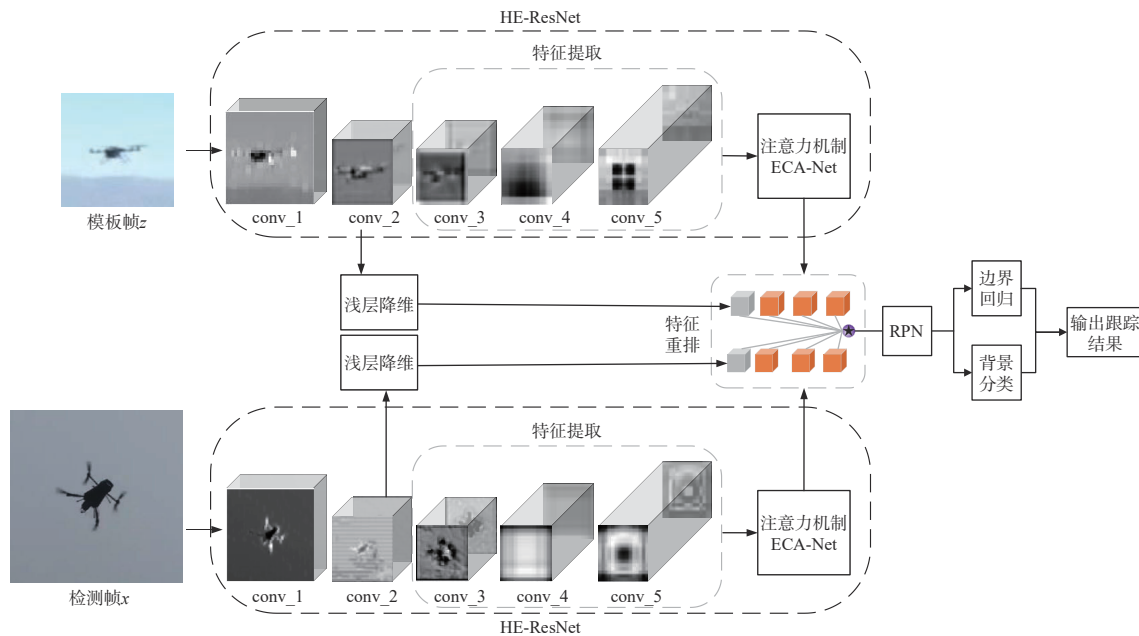 HE-ResNet
特征提取
注意力机制
ECA-Net
conv_1
conv_2
conv_3
conv_4
conv_5
模板帧z
浅层降维
浅层降维
特征
重排
RPN
边界
回归
背景
分类
输出跟踪
结果
特征提取
注意力机制
ECA-Net
conv_1
conv_2
conv_3
conv_4
conv_5
检测帧x
HE-ResNet